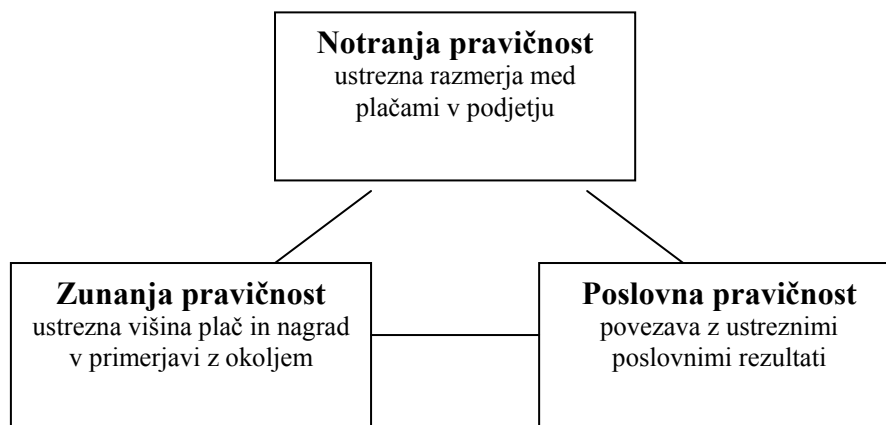 Notranja pravičnost
ustrezna razmerja med
plačami v podjetju
Zunanja pravičnost
ustrezna višina plač in nagrad
v primerjavi z okoljem
Poslovna pravičnost
povezava z ustreznimi
poslovnimi rezultati